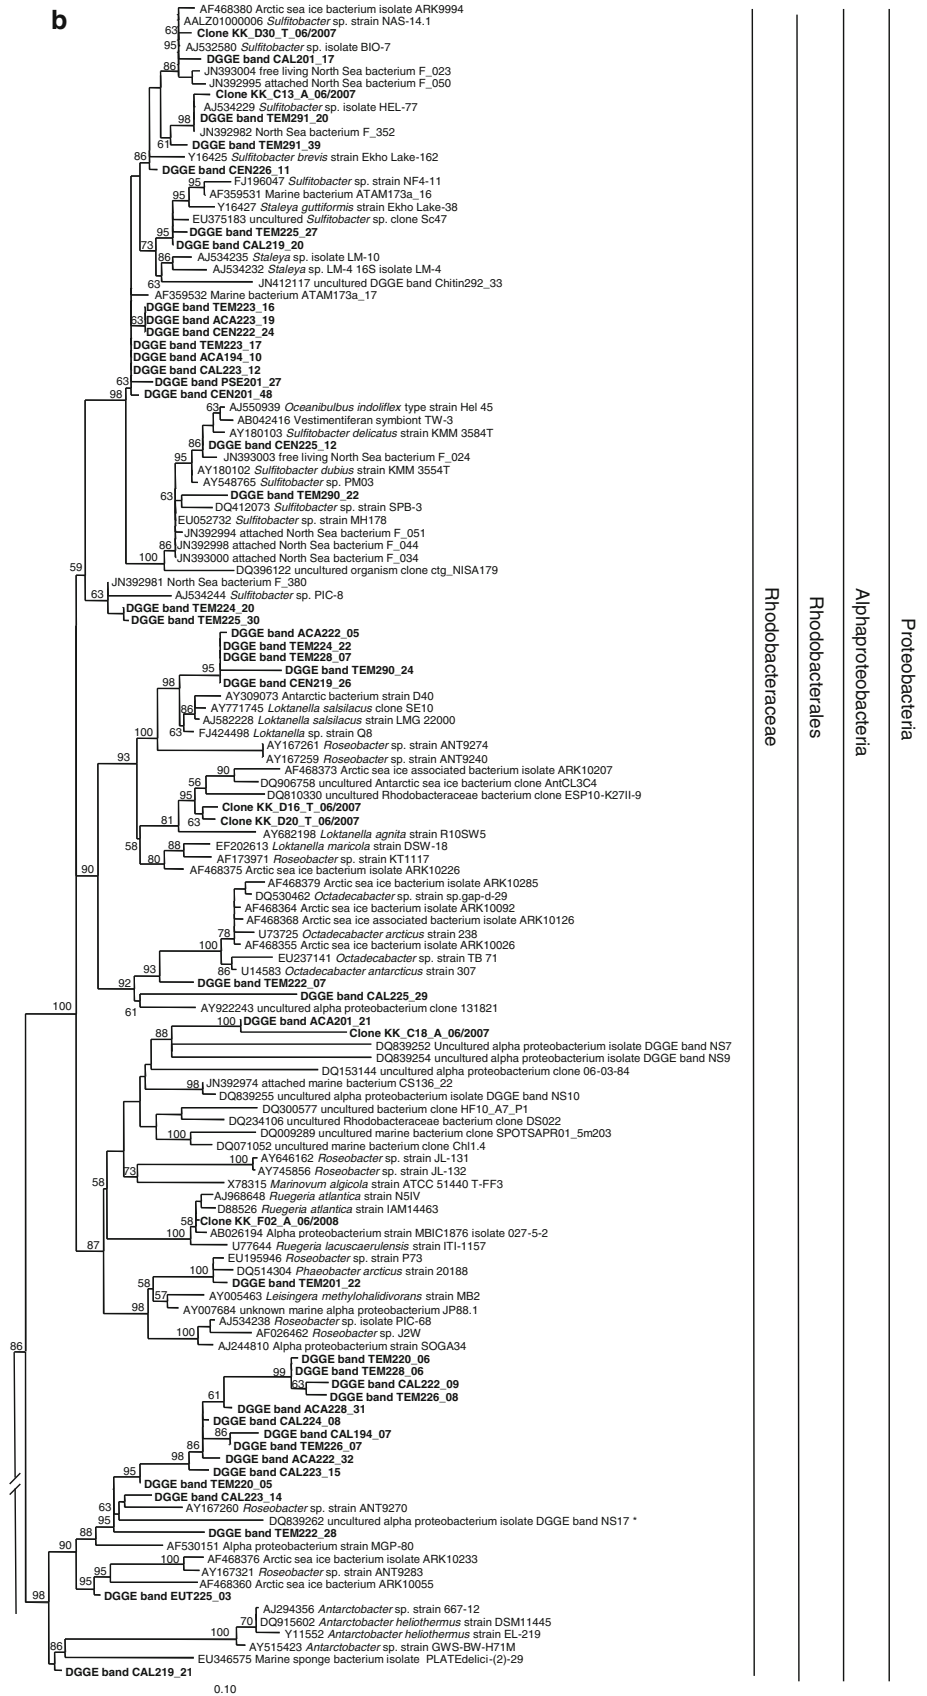 b
AF468380 Arctic sea ice bacterium isolate ARK9994
AALZ01000006 Sulfitobacter sp. strain NAS-14.1
63 Clone KK_D30_T_06/2007
95 AJ532580 Sulfitobacter sp. isolate BIO-7
DGGE band CAL201_17
86 JN393004 free living North Sea bacterium F_023
JN392995 attached North Sea bacterium F_050
Clone KK_C13_A_06/2007
AJ534229 Sulfitobacter sp. isolate HEL-77
98 DGGE band TEM291_20
JN392982 North Sea bacterium F_352
61 DGGE band TEM291_39
86 Y16425 Sulfitobacter brevis strain Ekho Lake-162
DGGE band CEN226_11
95 FJ196047 Sulfitobacter sp. strain NF4-11
95 AF359531 Marine bacterium ATAM173a_16
Y16427 Staleya guttiformis strain Ekho Lake-38
EU375183 uncultured Sulfitobacter sp. clone Sc47
95 DGGE band TEM225_27
73 DGGE band CAL219_20
86 AJ534235 Staleya sp. isolate LM-10
AJ534232 Staleya sp. LM-4 16S isolate LM-4
63 JN412117 uncultured DGGE band Chitin292_33
AF359532 Marine bacterium ATAM173a_17
DGGE band TEM223_16
63 DGGE band ACA223_19
DGGE band CEN222_24
DGGE band TEM223_17
DGGE band ACA194_10
DGGE band CAL223_12
63 DGGE band PSE201_27
98 DGGE band CEN201_48
63 AJ550939 Oceanibulbus indoliflex type strain Hel 45
AB042416 Vestimentiferan symbiont TW-3
AY180103 Sulfitobacter delicatus strain KMM 3584T
86 DGGE band CEN225_12
95 JN393003 free living North Sea bacterium F_024
AY180102 Sulfitobacter dubius strain KMM 3554T
AY548765 Sulfitobacter sp. PM03
63 DGGE band TEM290_22
DQ412073 Sulfitobacter sp. strain SPB-3
EU052732 Sulfitobacter sp. strain MH178
JN392994 attached North Sea bacterium F_051
86 JN392998 attached North Sea bacterium F_044
100 JN393000 attached North Sea bacterium F_034
DQ396122 uncultured organism clone ctg_NISA179
59 JN392981 North Sea bacterium F_380
63 AJ534244 Sulfitobacter sp. PIC-8
DGGE band TEM224_20
DGGE band TEM225_30
DGGE band ACA222_05
DGGE band TEM224_22
DGGE band TEM228_07
95 DGGE band TEM290_24
98 DGGE band CEN219_26
AY309073 Antarctic bacterium strain D40
86 AY771745 Loktanella salsilacus clone SE10
AJ582228 Loktanella salsilacus strain LMG 22000
100 63 FJ424498 Loktanella sp. strain Q8
AY167261 Roseobacter sp. strain ANT9274
93 AY167259 Roseobacter sp. strain ANT9240
90 AF468373 Arctic sea ice associated bacterium isolate ARK10207
56 DQ906758 uncultured Antarctic sea ice bacterium clone AntCL3C4
95 DQ810330 uncultured Rhodobacteraceae bacterium clone ESP10-K27II-9
Clone KK_D16_T_06/2007
81 63 Clone KK_D20_T_06/2007
AY682198 Loktanella agnita strain R10SW5
58 88 EF202613 Loktanella maricola strain DSW-18
80 AF173971 Roseobacter sp. strain KT1117
90 AF468375 Arctic sea ice bacterium isolate ARK10226
AF468379 Arctic sea ice bacterium isolate ARK10285
DQ530462 Octadecabacter sp. strain sp.gap-d-29
AF468364 Arctic sea ice bacterium isolate ARK10092
AF468368 Arctic sea ice associated bacterium isolate ARK10126
78 U73725 Octadecabacter arcticus strain 238
100 AF468355 Arctic sea ice bacterium isolate ARK10026
EU237141 Octadecabacter sp. strain TB 71
93 86 U14583 Octadecabacter antarcticus strain 307
92 DGGE band TEM222_07
DGGE band CAL225_29
100 61 AY922243 uncultured alpha proteobacterium clone 131821
100 DGGE band ACA201_21
88 Clone KK_C18_A_06/2007
DQ839252 Uncultured alpha proteobacterium isolate DGGE band NS7
DQ839254 uncultured alpha proteobacterium isolate DGGE band NS9
DQ153144 uncultured alpha proteobacterium clone 06-03-84
98 JN392974 attached marine bacterium CS136_22
DQ839255 uncultured alpha proteobacterium isolate DGGE band NS10
DQ300577 uncultured bacterium clone HF10_A7_P1
DQ234106 uncultured Rhodobacteraceae bacterium clone DS022
100 DQ009289 uncultured marine bacterium clone SPOTSAPR01_5m203
DQ071052 uncultured marine bacterium clone Chl1.4
100 AY646162 Roseobacter sp. strain JL-131
73 AY745856 Roseobacter sp. strain JL-132
58 X78315 Marinovum algicola strain ATCC 51440 T-FF3
AJ968648 Ruegeria atlantica strain N5IV
D88526 Ruegeria atlantica strain IAM14463
58 Clone KK_F02_A_06/2008
100 AB026194 Alpha proteobacterium strain MBIC1876 isolate 027-5-2
87 U77644 Ruegeria lacuscaerulensis strain ITI-1157
EU195946 Roseobacter sp. strain P73
100 DQ514304 Phaeobacter arcticus strain 20188
58 DGGE band TEM201_22
57 AY005463 Leisingera methylohalidivorans strain MB2
98 AY007684 unknown marine alpha proteobacterium JP88.1
AJ534238 Roseobacter sp. isolate PIC-68
100 AF026462 Roseobacter sp. J2W
86 AJ244810 Alpha proteobacterium strain SOGA34
DGGE band TEM220_06
99 DGGE band TEM228_06
63 DGGE band CAL222_09
61 DGGE band TEM226_08
DGGE band ACA228_31
DGGE band CAL224_08
86 DGGE band CAL194_07
86 DGGE band TEM226_07
98 DGGE band ACA222_32
95 DGGE band CAL223_15
DGGE band TEM220_05
DGGE band CAL223_14
63 AY167260 Roseobacter sp. strain ANT9270
95 DQ839262 uncultured alpha proteobacterium isolate DGGE band NS17 *
88 DGGE band TEM222_28
90 AF530151 Alpha proteobacterium strain MGP-80
100 AF468376 Arctic sea ice bacterium isolate ARK10233
95 AY167321 Roseobacter sp. strain ANT9283
95 AF468360 Arctic sea ice bacterium ARK10055
98 DGGE band EUT225_03
AJ294356 Antarctobacter sp. strain 667-12
70 DQ915602 Antarctobacter heliothermus strain DSM11445
100 Y11552 Antarctobacter heliothermus strain EL-219
86 AY515423 Antarctobacter sp. strain GWS-BW-H71M
EU346575 Marine sponge bacterium isolate PLATEdelici-(2)-29
DGGE band CAL219_21
0.10
Rhodobacteraceae
Rhodobacterales
Alphaproteobacteria
Proteobacteria